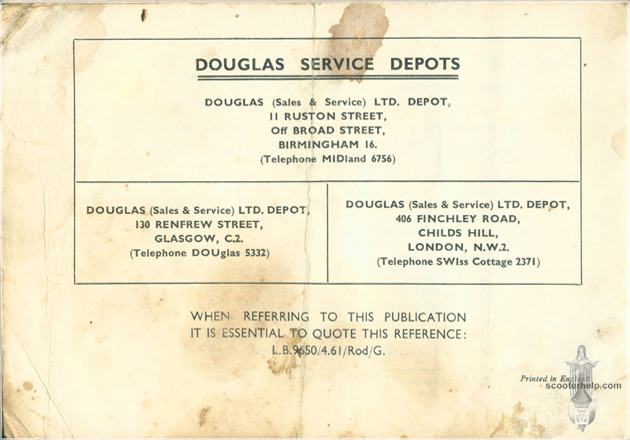 DOUGLAS SERVICE DEPOTS
DOUGLAS (Sales & Service) LTD. DEPOT,
11 RUSTON STREET,
Off BROAD STREET,
BIRMINGHAM 16.
(Telephone MIDland 6756)
DOUGLAS (Sales & Service) LTD. DEPOT,
130 RENFREW STREET,
GLASGOW, C.2.
(Telephone DOUglas 5332)
DOUGLAS (Sales & Service) LTD. DEPOT,
406 FINCHLEY ROAD,
CHILDS HILL,
LONDON, N.W.2.
(Telephone SWIss Cottage 2371)
WHEN REFERRING TO THIS PUBLICATION
IT IS ESSENTIAL TO QUOTE THIS REFERENCE:
L.B.9650/4.61/Rod/G.
Printed in England
scooterhelp.com